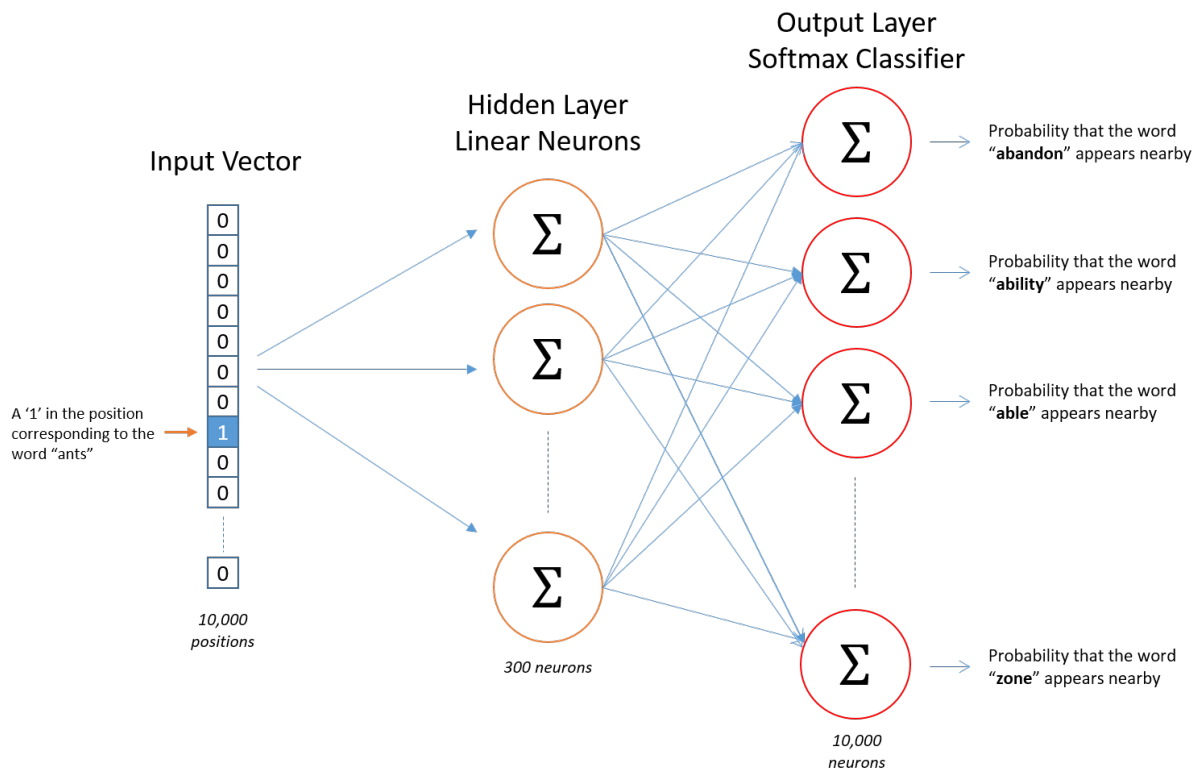 Output Layer
Softmax Classifier
Hidden Layer
Linear Neurons
Input Vector
0
0
0
0
0
0
0
1
0
0
0
A ‘1’ in the position
corresponding to the
word “ants”
10,000
positions
Σ
Σ
Σ
300 neurons
Σ
Σ
Σ
Σ
10,000
neurons
Probability that the word
“abandon” appears nearby
Probability that the word
“ability” appears nearby
Probability that the word
“able” appears nearby
Probability that the word
“zone” appears nearby